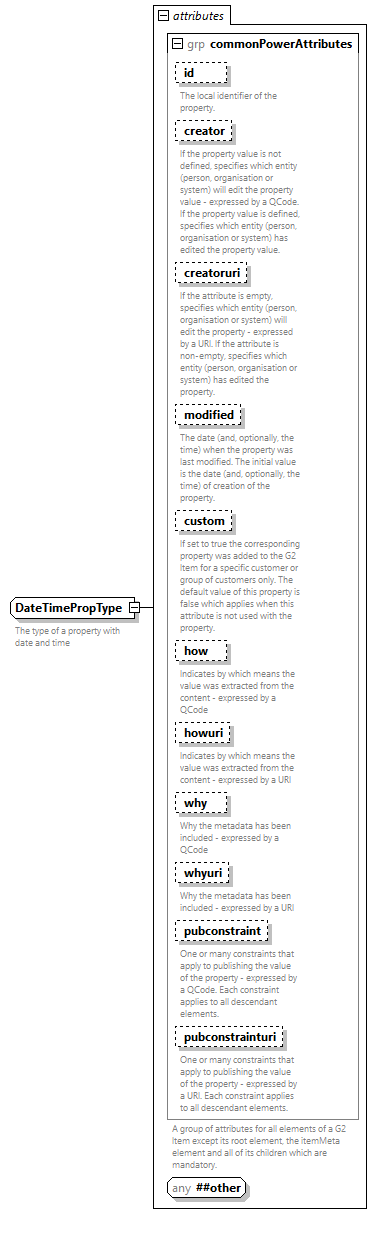 attributes
grp commonPowerAttributes
id
The local identifier of the
property.
creator
If the property value is not
defined, specifies which entity
(person, organisation or
system) will edit the property
value - expressed by a QCode.
If the property value is defined,
specifies which entity (person,
organisation or system) has
edited the property value.
creatoruri
If the attribute is empty,
specifies which entity (person,
organisation or system) will
edit the property - expressed
by a URI. If the attribute is
non-empty, specifies which
entity (person, organisation or
system) has edited the
property.
modified
The date (and, optionally, the
time) when the property was
last modified. The initial value
is the date (and, optionally, the
time) of creation of the
property.
custom
If set to true the corresponding
property was added to the G2
Item for a specific customer or
group of customers only. The
default value of this property is
false which applies when this
attribute is not used with the
property.
DateTimePropType
The type of a property with
date and time
how
Indicates by which means the
value was extracted from the
content - expressed by a
QCode
howuri
Indicates by which means the
value was extracted from the
content - expressed by a URI
why
Why the metadata has been
included - expressed by a
QCode
whyuri
Why the metadata has been
included - expressed by a URI
pubconstraint
One or many constraints that
apply to publishing the value
of the property - expressed by
a QCode. Each constraint
applies to all descendant
elements.
pubconstrainturi
One or many constraints that
apply to publishing the value
of the property - expressed by
a URI. Each constraint applies
to all descendant elements.
A group of attributes for all elements of a G2
Item except its root element, the itemMeta
element and all of its children which are
mandatory.
any ##other